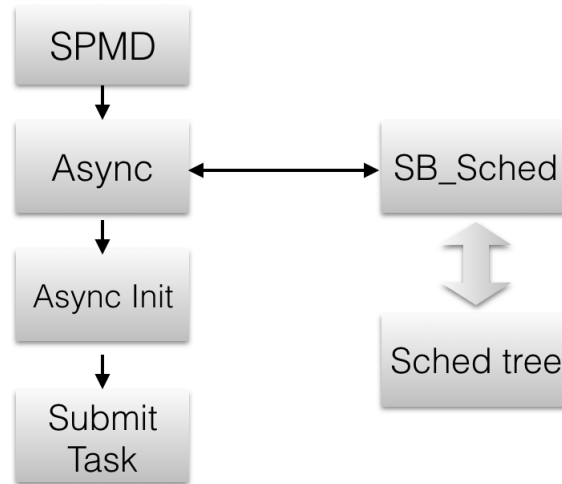 SPMD
Async
SB_Sched
Async Init
Sched tree
Submit
Task